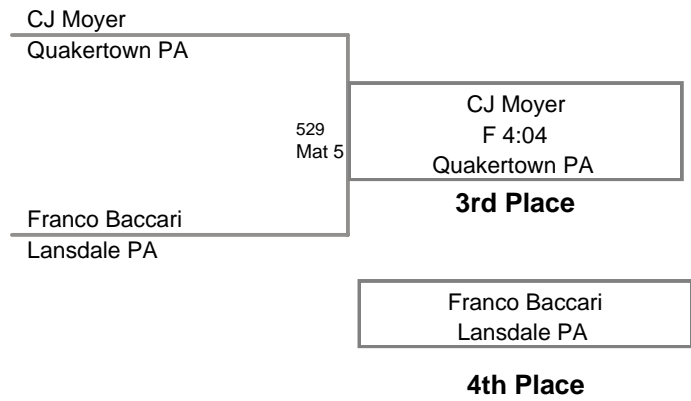 CJ Moyer
Quakertown PA
529
Mat 5
CJ Moyer
F 4:04
Quakertown PA
3rd Place
Franco Baccari
Lansdale PA
Franco Baccari
Lansdale PA
4th Place